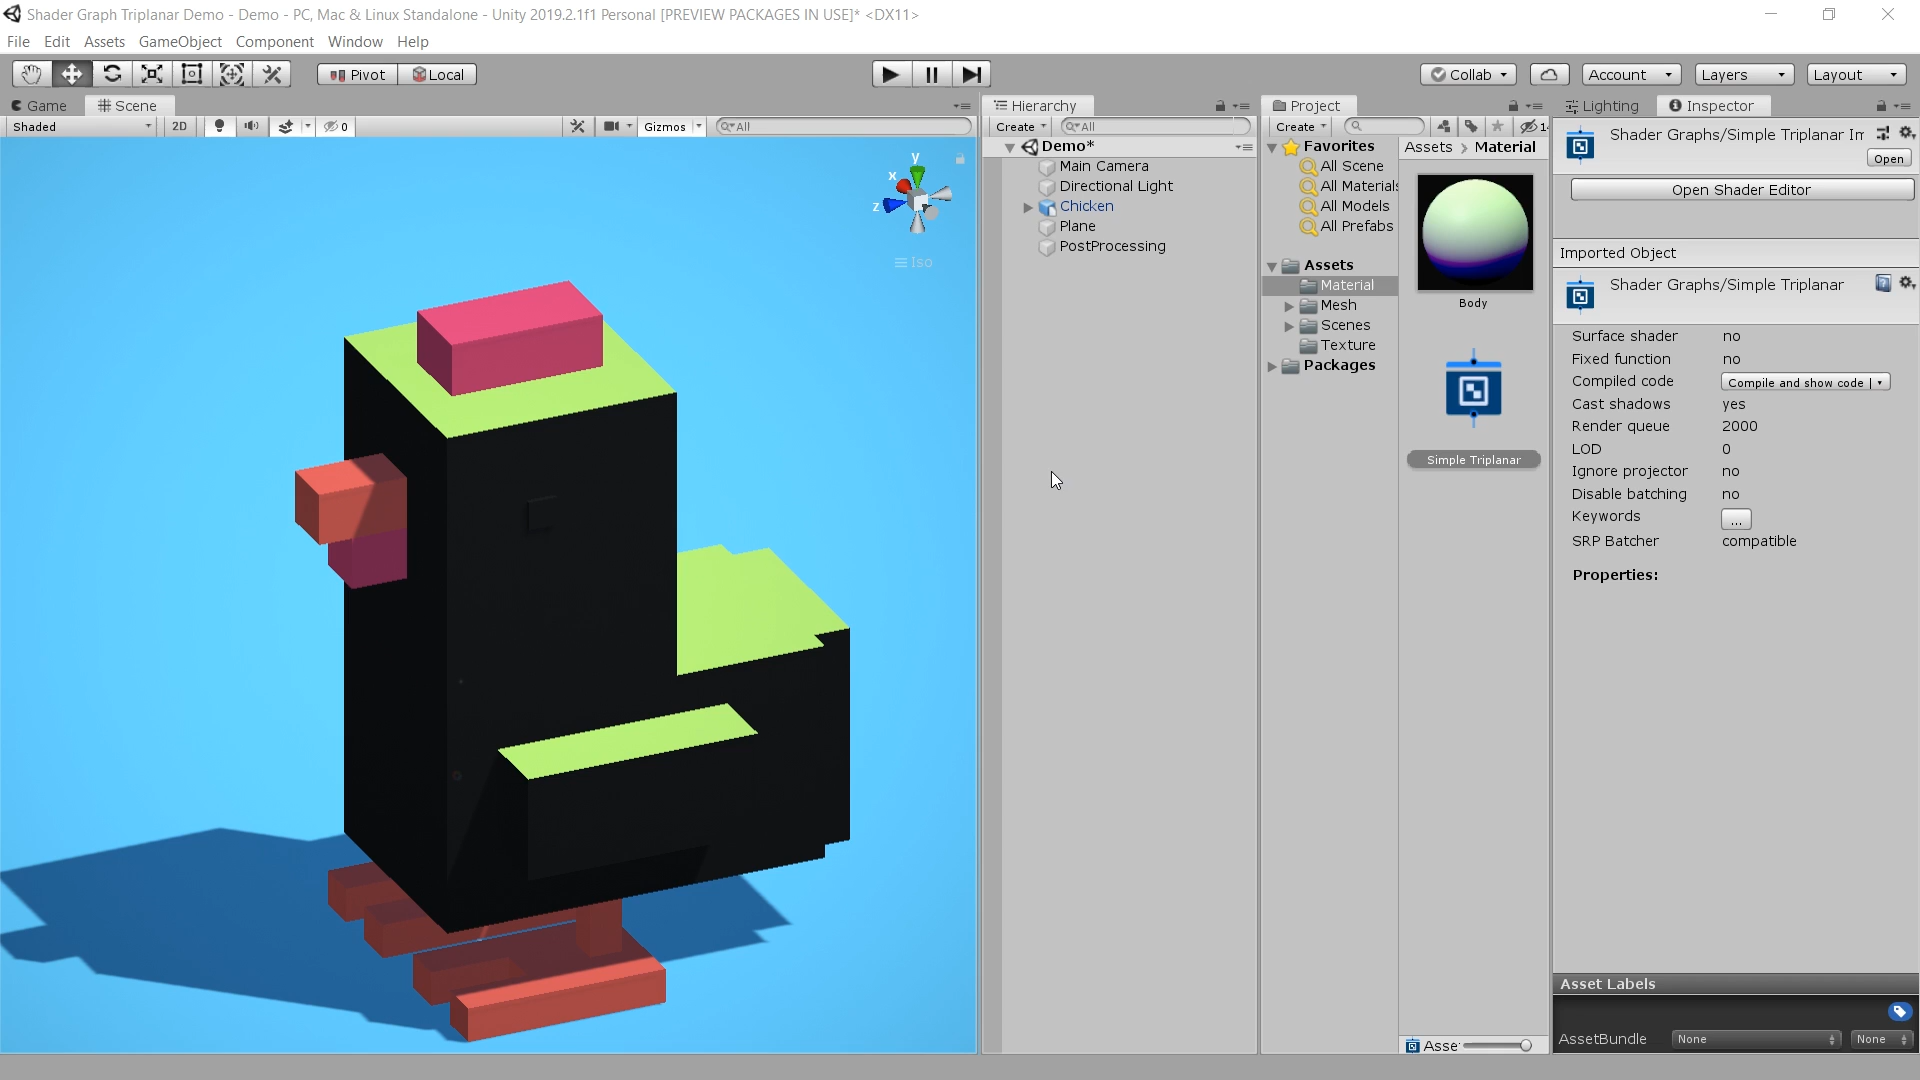 Shader Graph Triplanar Demo - Demo - PC, Mac & Linux Standalone - Unity 2019.2.1f1 Personal [PREVIEW PACKAGES IN USE]* <DX11>
File Edit Assets GameObject Component Window Help
Pivot Local
Collab Account Layers Layout
Game Scene
Hierarchy
Project
Lighting Inspector
Shaded 2D 0 Gizmos All
Create All
Create
14
y
x
z
Iso
Demo*
Main Camera
Directional Light
Chicken
Plane
PostProcessing
Favorites
All Scene
All Materials
All Models
All Prefabs
Assets
Material
Mesh
Scenes
Texture
Packages
Assets > Material
Body
Simple Triplanar
Asse
Shader Graphs/Simple Triplanar Im
Open
Open Shader Editor
Imported Object
Shader Graphs/Simple Triplanar
Surface shader no
Fixed function no
Compiled code Compile and show code
Cast shadows yes
Render queue 2000
LOD 0
Ignore projector no
Disable batching no
Keywords ...
SRP Batcher compatible
Properties:
Asset Labels
AssetBundle None None